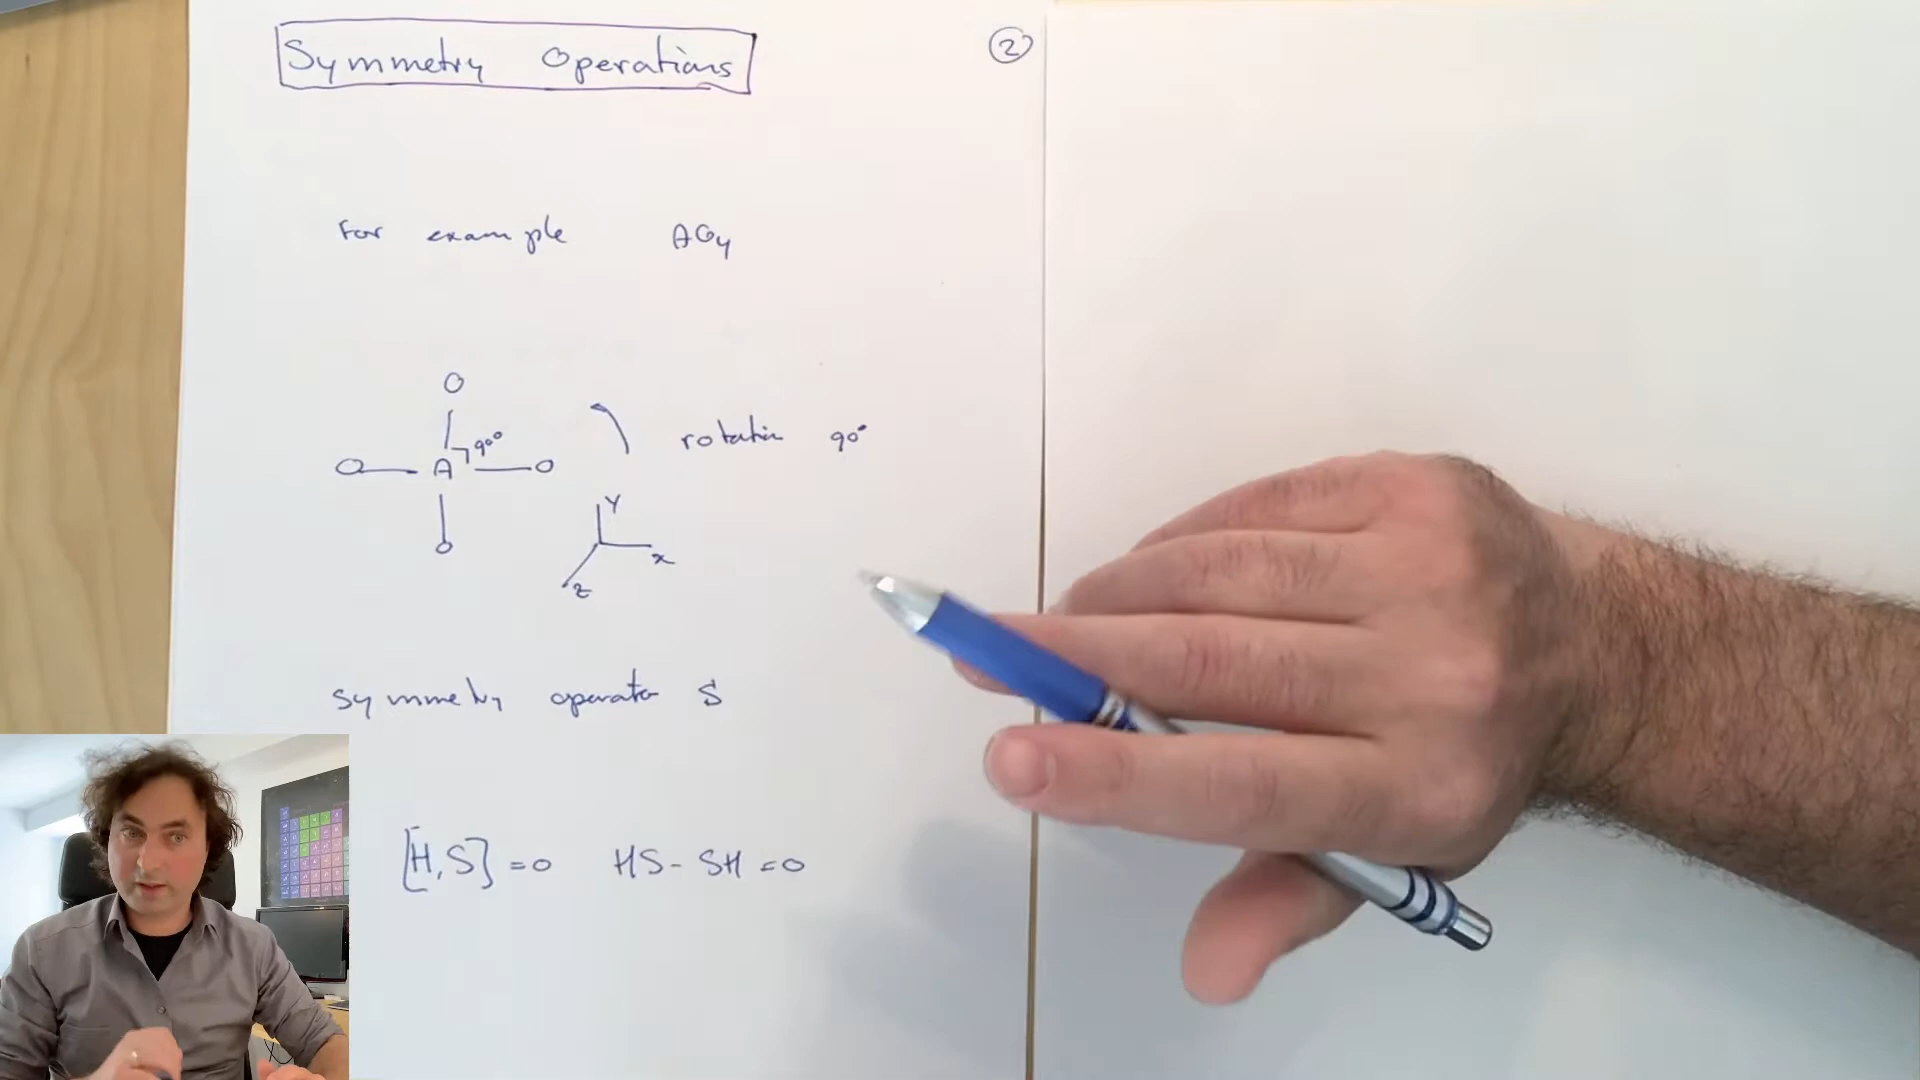 Symmetry Operations
2
For example AO4
O
90°
O A O
rotation 90°
O
Y
x
z
symmetry operator S
[H,S] = 0 HS - SH = 0